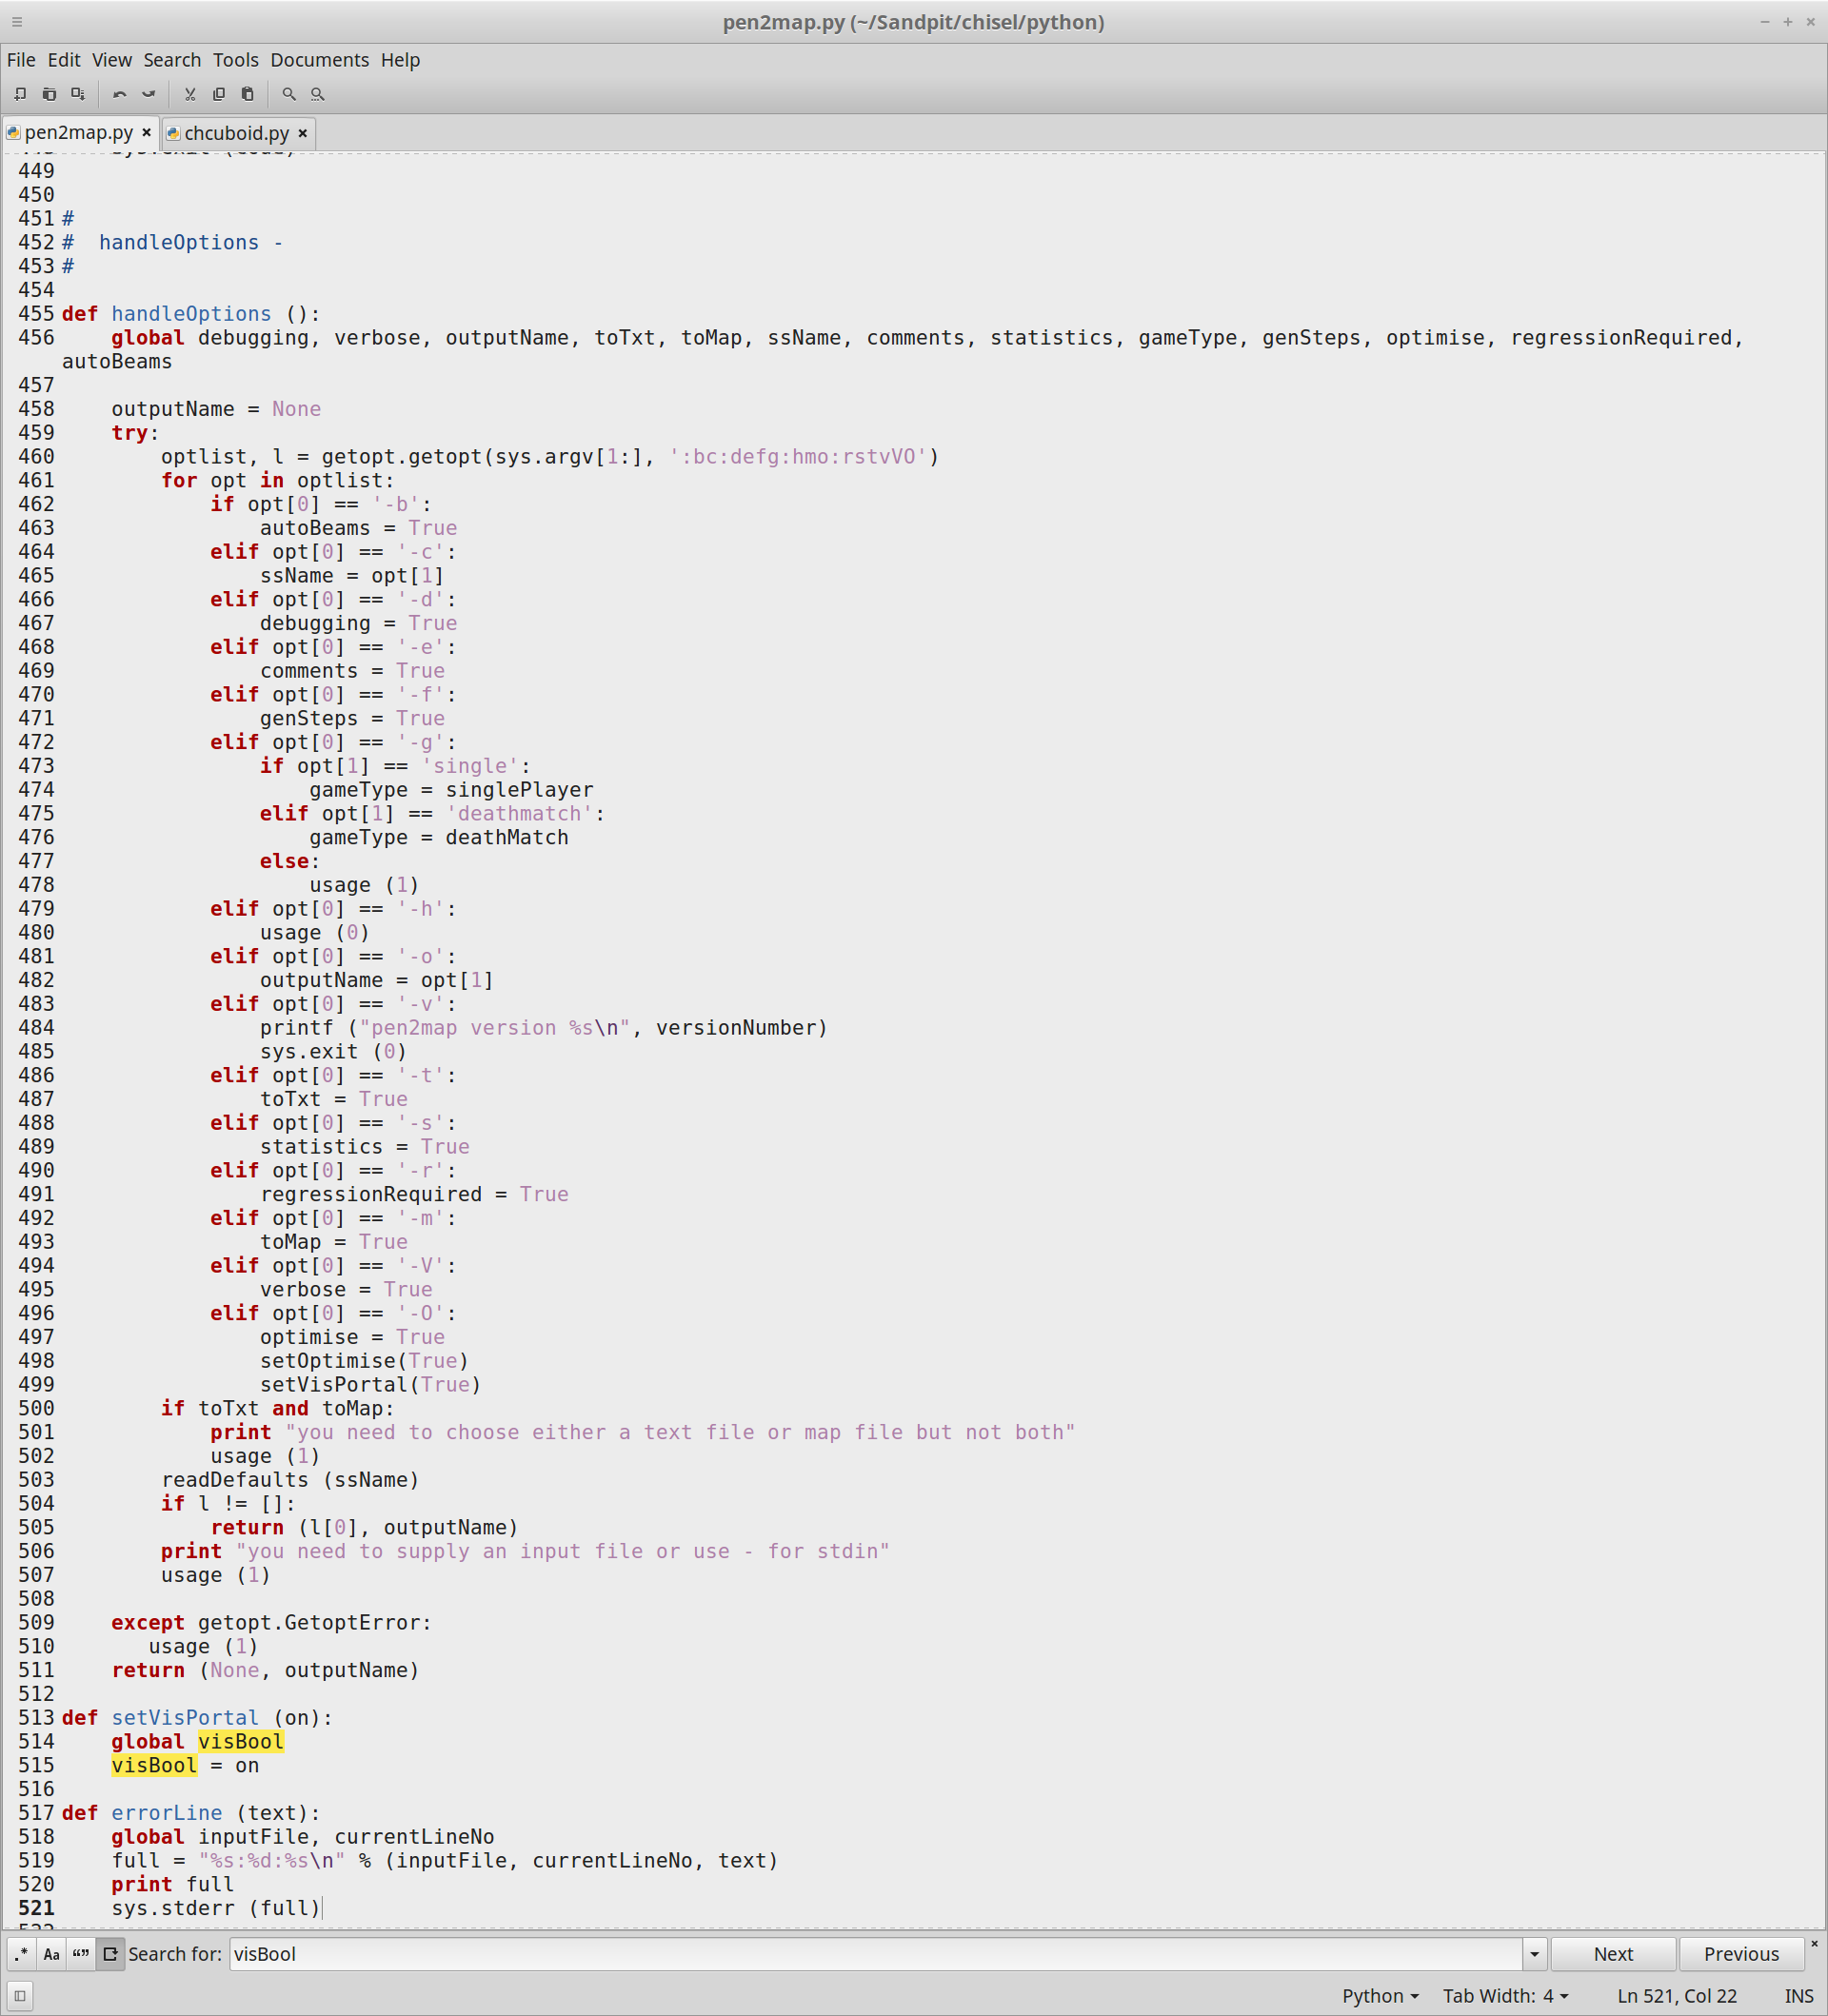 pen2map.py (~/Sandpit/chisel/python)
File Edit View Search Tools Documents Help
pen2map.py × chcuboid.py ×
449
450
451 #
452 #  handleOptions -
453 #
454
455 def handleOptions ():
456     global debugging, verbose, outputName, toTxt, toMap, ssName, comments, statistics, gameType, genSteps, optimise, regressionRequired,
autoBeams
457
458     outputName = None
459     try:
460         optlist, l = getopt.getopt(sys.argv[1:], ':bc:defg:hmo:rstvVO')
461         for opt in optlist:
462             if opt[0] == '-b':
463                 autoBeams = True
464             elif opt[0] == '-c':
465                 ssName = opt[1]
466             elif opt[0] == '-d':
467                 debugging = True
468             elif opt[0] == '-e':
469                 comments = True
470             elif opt[0] == '-f':
471                 genSteps = True
472             elif opt[0] == '-g':
473                 if opt[1] == 'single':
474                     gameType = singlePlayer
475                 elif opt[1] == 'deathmatch':
476                     gameType = deathMatch
477                 else:
478                     usage (1)
479             elif opt[0] == '-h':
480                 usage (0)
481             elif opt[0] == '-o':
482                 outputName = opt[1]
483             elif opt[0] == '-v':
484                 printf ("pen2map version %s\n", versionNumber)
485                 sys.exit (0)
486             elif opt[0] == '-t':
487                 toTxt = True
488             elif opt[0] == '-s':
489                 statistics = True
490             elif opt[0] == '-r':
491                 regressionRequired = True
492             elif opt[0] == '-m':
493                 toMap = True
494             elif opt[0] == '-V':
495                 verbose = True
496             elif opt[0] == '-O':
497                 optimise = True
498                 setOptimise(True)
499                 setVisPortal(True)
500         if toTxt and toMap:
501             print "you need to choose either a text file or map file but not both"
502             usage (1)
503         readDefaults (ssName)
504         if l != []:
505             return (l[0], outputName)
506         print "you need to supply an input file or use - for stdin"
507         usage (1)
508
509     except getopt.GetoptError:
510        usage (1)
511     return (None, outputName)
512
513 def setVisPortal (on):
514     global visBool
515     visBool = on
516
517 def errorLine (text):
518     global inputFile, currentLineNo
519     full = "%s:%d:%s\n" % (inputFile, currentLineNo, text)
520     print full
521     sys.stderr (full)
.* Aa “” Search for: visBool Next Previous ×
Python Tab Width: 4 Ln 521, Col 22 INS